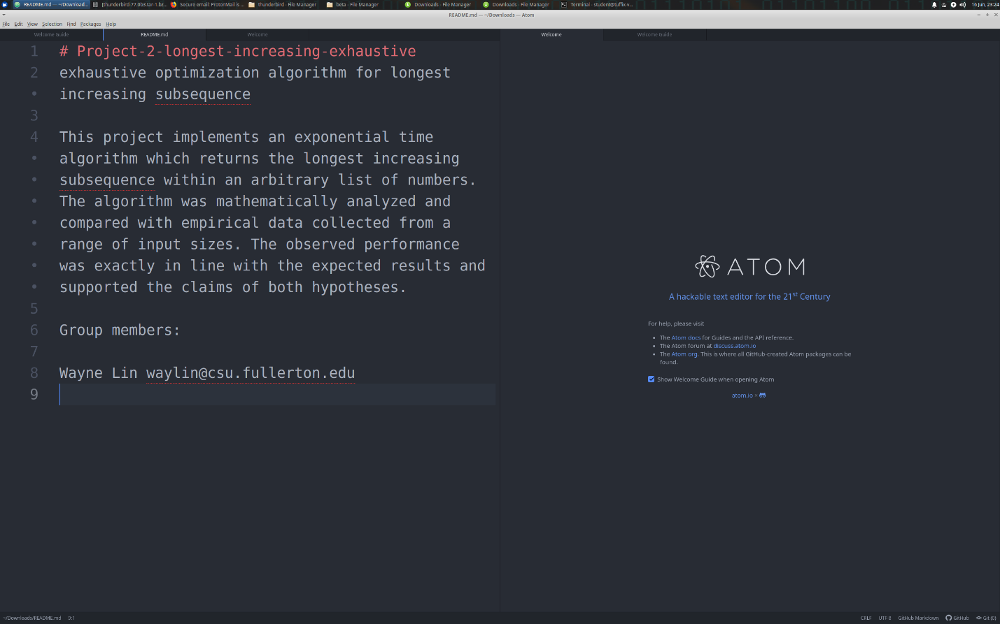 README.md — ~/Download...
[thunderbird-77.0b3.tar-1.bz...
Secure email: ProtonMail is ...
thunderbird - File Manager
beta - File Manager
Downloads - File Manager
Downloads - File Manager
Terminal - student@tuffix-v...
16 Jun, 23:24
README.md — ~/Downloads — Atom
File Edit View Selection Find Packages Help
Welcome Guide
README.md
Welcome
Welcome
Welcome Guide
1 # Project-2-longest-increasing-exhaustive
2 exhaustive optimization algorithm for longest
• increasing subsequence
3
4 This project implements an exponential time
• algorithm which returns the longest increasing
• subsequence within an arbitrary list of numbers.
• The algorithm was mathematically analyzed and
• compared with empirical data collected from a
• range of input sizes. The observed performance
• was exactly in line with the expected results and
• supported the claims of both hypotheses.
5
6 Group members:
7
8 Wayne Lin waylin@csu.fullerton.edu
9
ATOM
A hackable text editor for the 21ST Century
For help, please visit
• The Atom docs for Guides and the API reference.
• The Atom forum at discuss.atom.io
• The Atom org. This is where all GitHub-created Atom packages can be
found.
Show Welcome Guide when opening Atom
atom.io ×
~/Downloads/README.md 9:1
CRLF UTF-8 GitHub Markdown GitHub Git (0)